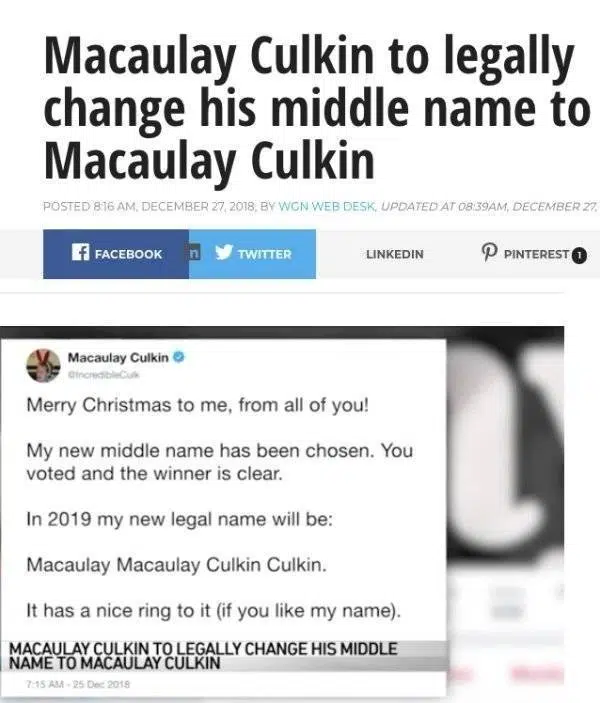 Macaulay Culkin to legally
change his middle name to
Macaulay Culkin
POSTED 8:16 AM, DECEMBER 27, 2018, BY WGN WEB DESK, UPDATED AT 08:39AM, DECEMBER 27,
FACEBOOK in TWITTER LINKEDIN PINTEREST 1
Macaulay Culkin
@IncredibleCulk
Merry Christmas to me, from all of you!
My new middle name has been chosen. You
voted and the winner is clear.
In 2019 my new legal name will be:
Macaulay Macaulay Culkin Culkin.
It has a nice ring to it (if you like my name).
MACAULAY CULKIN TO LEGALLY CHANGE HIS MIDDLE
NAME TO MACAULAY CULKIN
7:15 AM - 25 Dec 2018